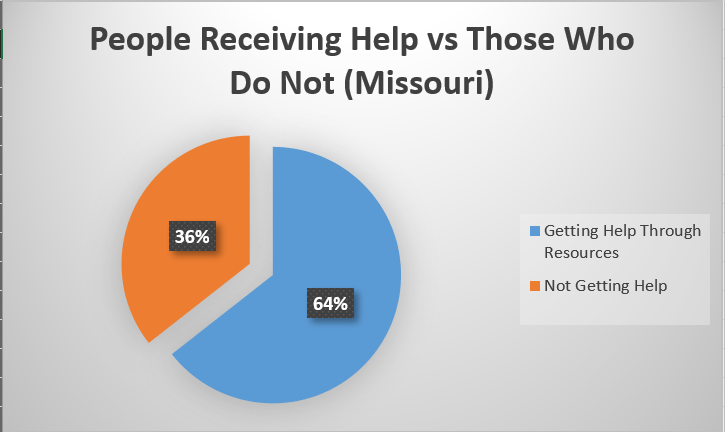 People Receiving Help vs Those Who
Do Not (Missouri)
36%
64%
Getting Help Through
Resources
Not Getting Help